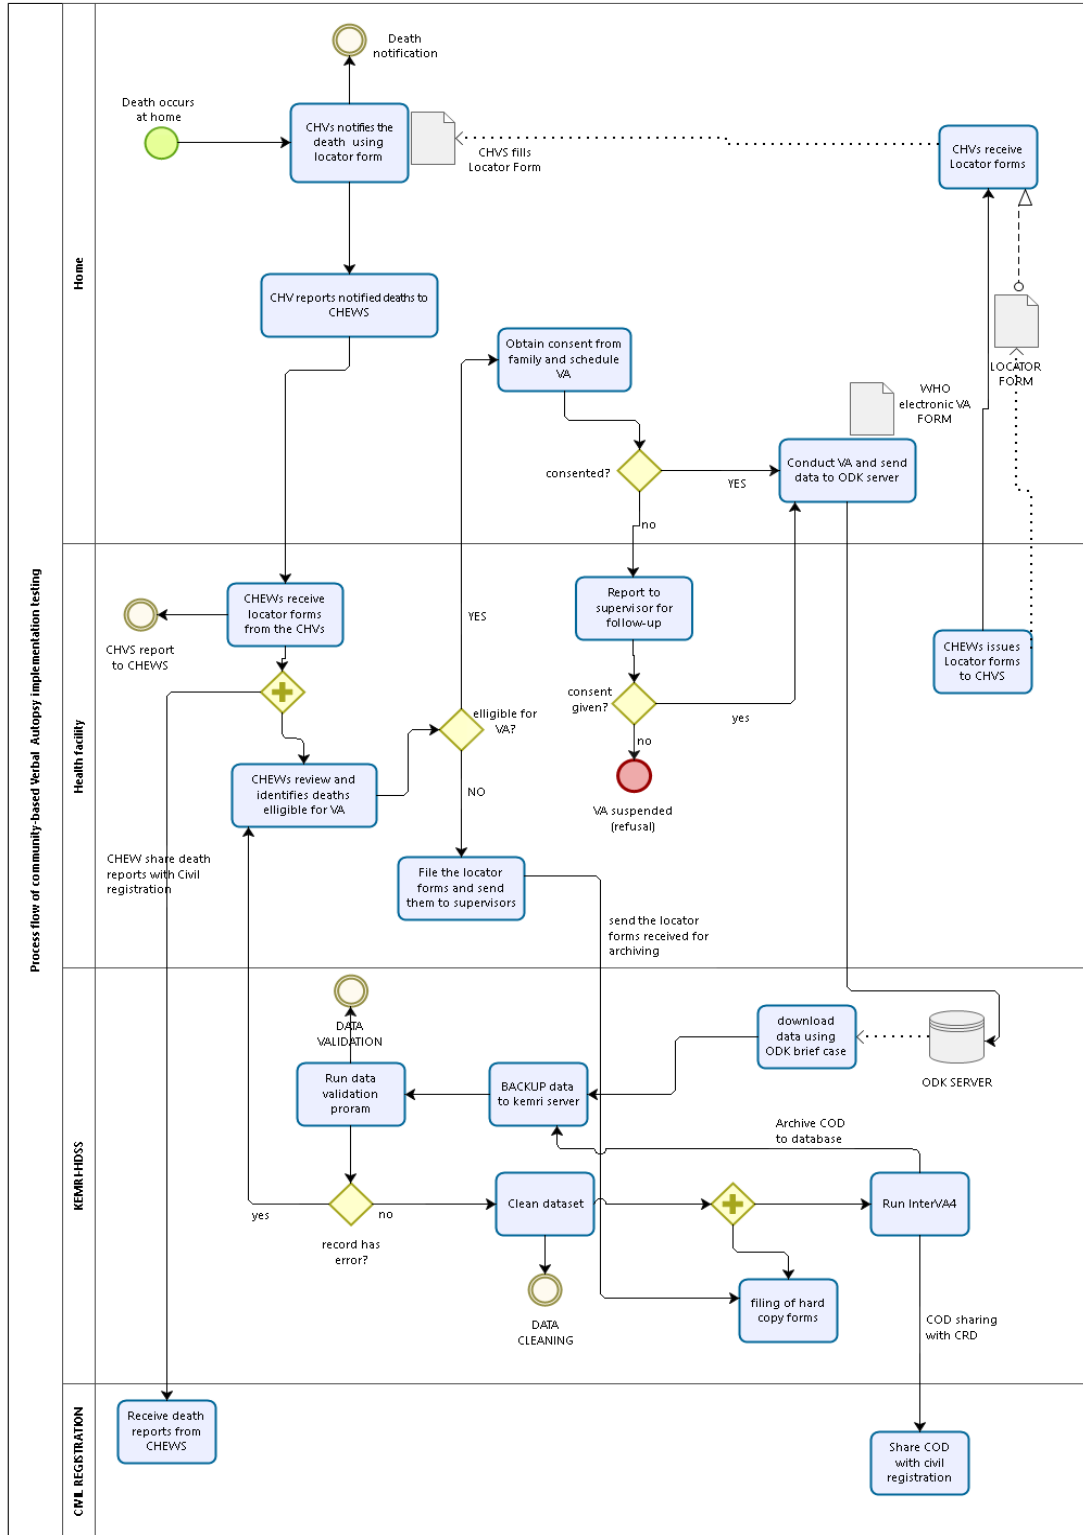 Process flow of community-based Verbal Autopsy implementation testing
Home
Death
notification
Death occurs
at home
CHVs notifies the
death using
locator form
CHVS fills
Locator Form
CHVs receive
Locator forms
CHV reports notified deaths to
CHEWS
Obtain consent from
family and schedule
VA
LOCATOR
FORM
WHO
electronic VA
FORM
consented?
YES
Conduct VA and send
data to ODK server
no
Health facility
CHEWs receive
locator forms
from the CHVs
CHVS report
to CHEWS
YES
Report to
supervisor for
follow-up
CHEWs issues
Locator forms
to CHVS
elligible for
VA?
consent
given?
yes
no
CHEWs review and
identifies deaths
elligible for VA
NO
VA suspended
(refusal)
CHEW share death
reports with Civil
registration
File the locator
forms and send
them to supervisors
send the locator
forms received for
archiving
KEMRI-HDSS
DATA
VALIDATION
download
data using
ODK brief case
ODK SERVER
Run data
validation
proram
BACKUP data
to kemri server
Archive COD
to database
yes
no
record has
error?
Clean dataset
Run InterVA4
DATA
CLEANING
filing of hard
copy forms
COD sharing
with CRD
CIVIL REGISTRATION
Receive death
reports from
CHEWS
Share COD
with civil
registration